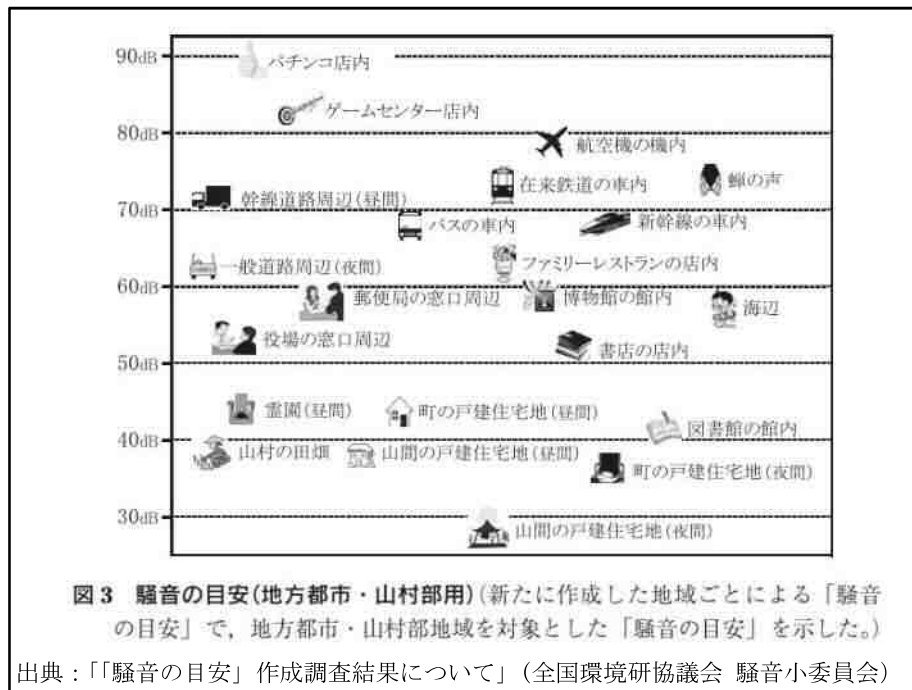 90dB
パチンコ店内
ゲームセンター店内
80dB
航空機の機内
在来鉄道の車内
蝉の声
幹線道路周辺(昼間)
70dB
バスの車内
新幹線の車内
一般道路周辺(夜間)
ファミリーレストランの店内
60dB
郵便局の窓口周辺
博物館の館内
海辺
役場の窓口周辺
書店の店内
50dB
霊園(昼間)
町の戸建住宅地(昼間)
図書館の館内
40dB
山村の田畑
山間の戸建住宅地(昼間)
町の戸建住宅地(夜間)
30dB
山間の戸建住宅地(夜間)
図3 騒音の目安(地方都市・山村部用)(新たに作成した地域ごとによる「騒音
の目安」で，地方都市・山村部地域を対象とした「騒音の目安」を示した。)
出典：「「騒音の目安」作成調査結果について」(全国環境研協議会 騒音小委員会)